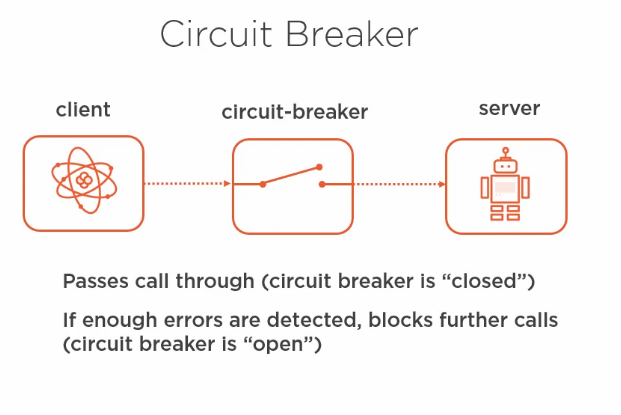 Circuit Breaker
client
circuit-breaker
server
Passes call through (circuit breaker is “closed”)
If enough errors are detected, blocks further calls
(circuit breaker is “open”)